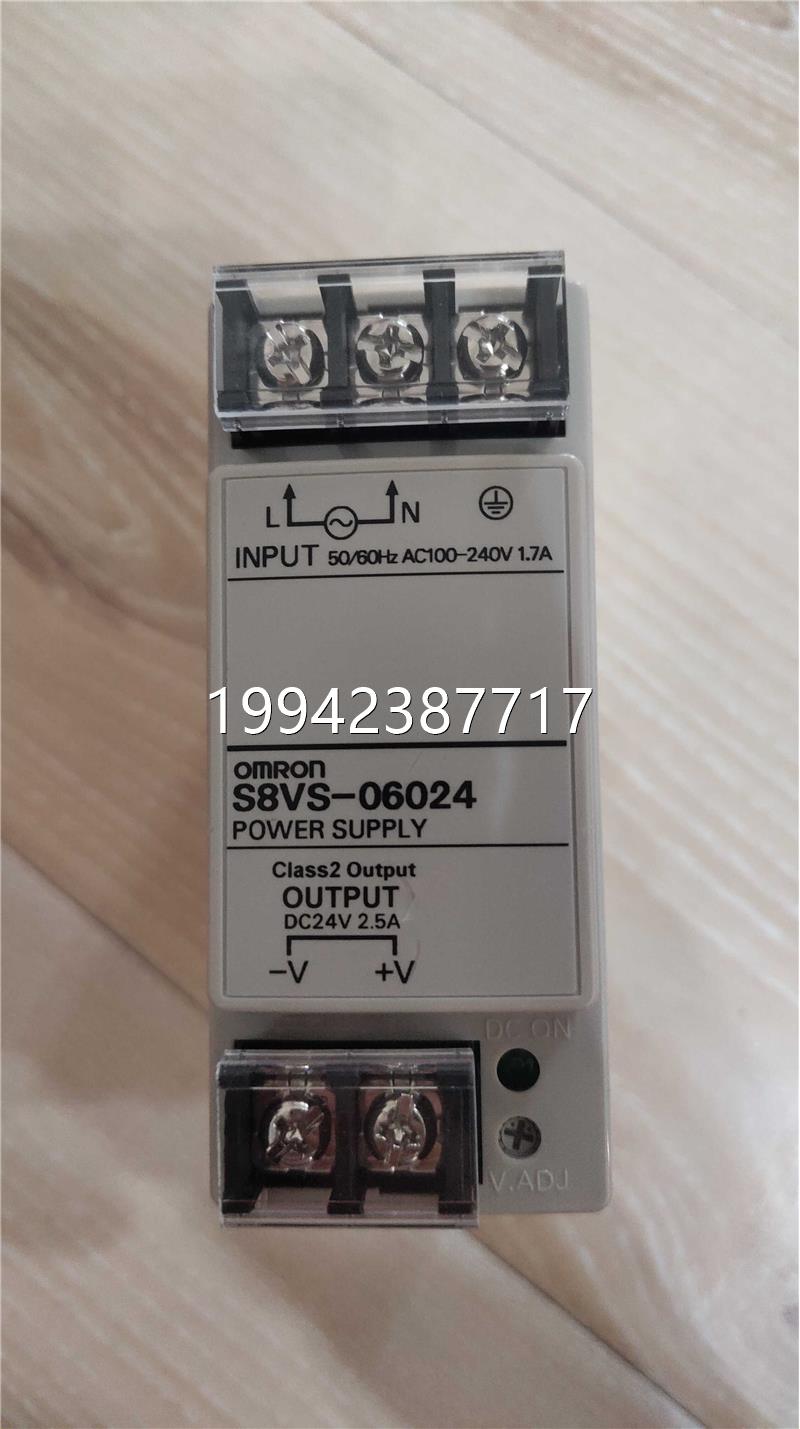 L N
INPUT 50/60Hz AC100-240V 1.7A
19942387717
omron
S8VS-06024
POWER SUPPLY
Class2 Output
OUTPUT
DC24V 2.5A
-V +V
DC ON
V.ADJ